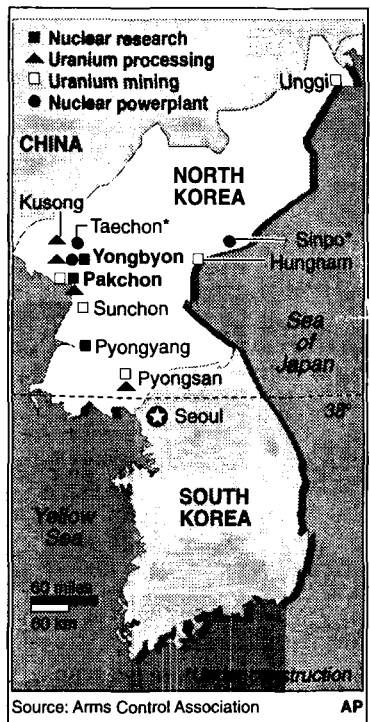 Nuclear research
Uranium processing
Uranium mining
Nuclear powerplant
Unggi
CHINA
NORTH
KOREA
Kusong
Taechon*
Sinpo*
Yongbyon
Hungnam
Pakchon
Sunchon
Sea
of
Japan
Pyongyang
Pyongsan
38°
Seoul
SOUTH
KOREA
Yellow
Sea
60 miles
60 km
construction
Source: Arms Control Association AP